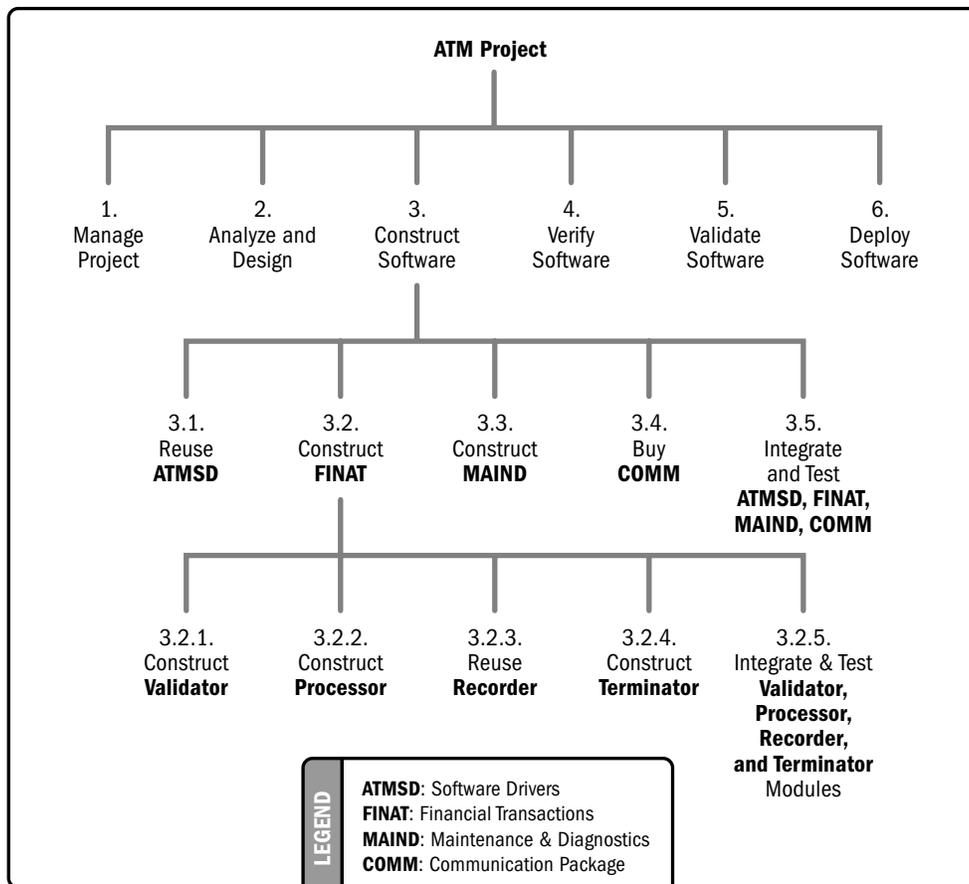 ATM Project
1.
Manage
Project
2.
Analyze and
Design
3.
Construct
Software
4.
Verify
Software
5.
Validate
Software
6.
Deploy
Software
3.1.
Reuse
ATMSD
3.2.
Construct
FINAT
3.3.
Construct
MAIND
3.4.
Buy
COMM
3.5.
Integrate
and Test
ATMSD, FINAT,
MAIND, COMM
3.2.1.
Construct
Validator
3.2.2.
Construct
Processor
3.2.3.
Reuse
Recorder
3.2.4.
Construct
Terminator
3.2.5.
Integrate & Test
Validator,
Processor,
Recorder,
and Terminator
Modules
LEGEND
ATMSD: Software Drivers
FINAT: Financial Transactions
MAIND: Maintenance & Diagnostics
COMM: Communication Package